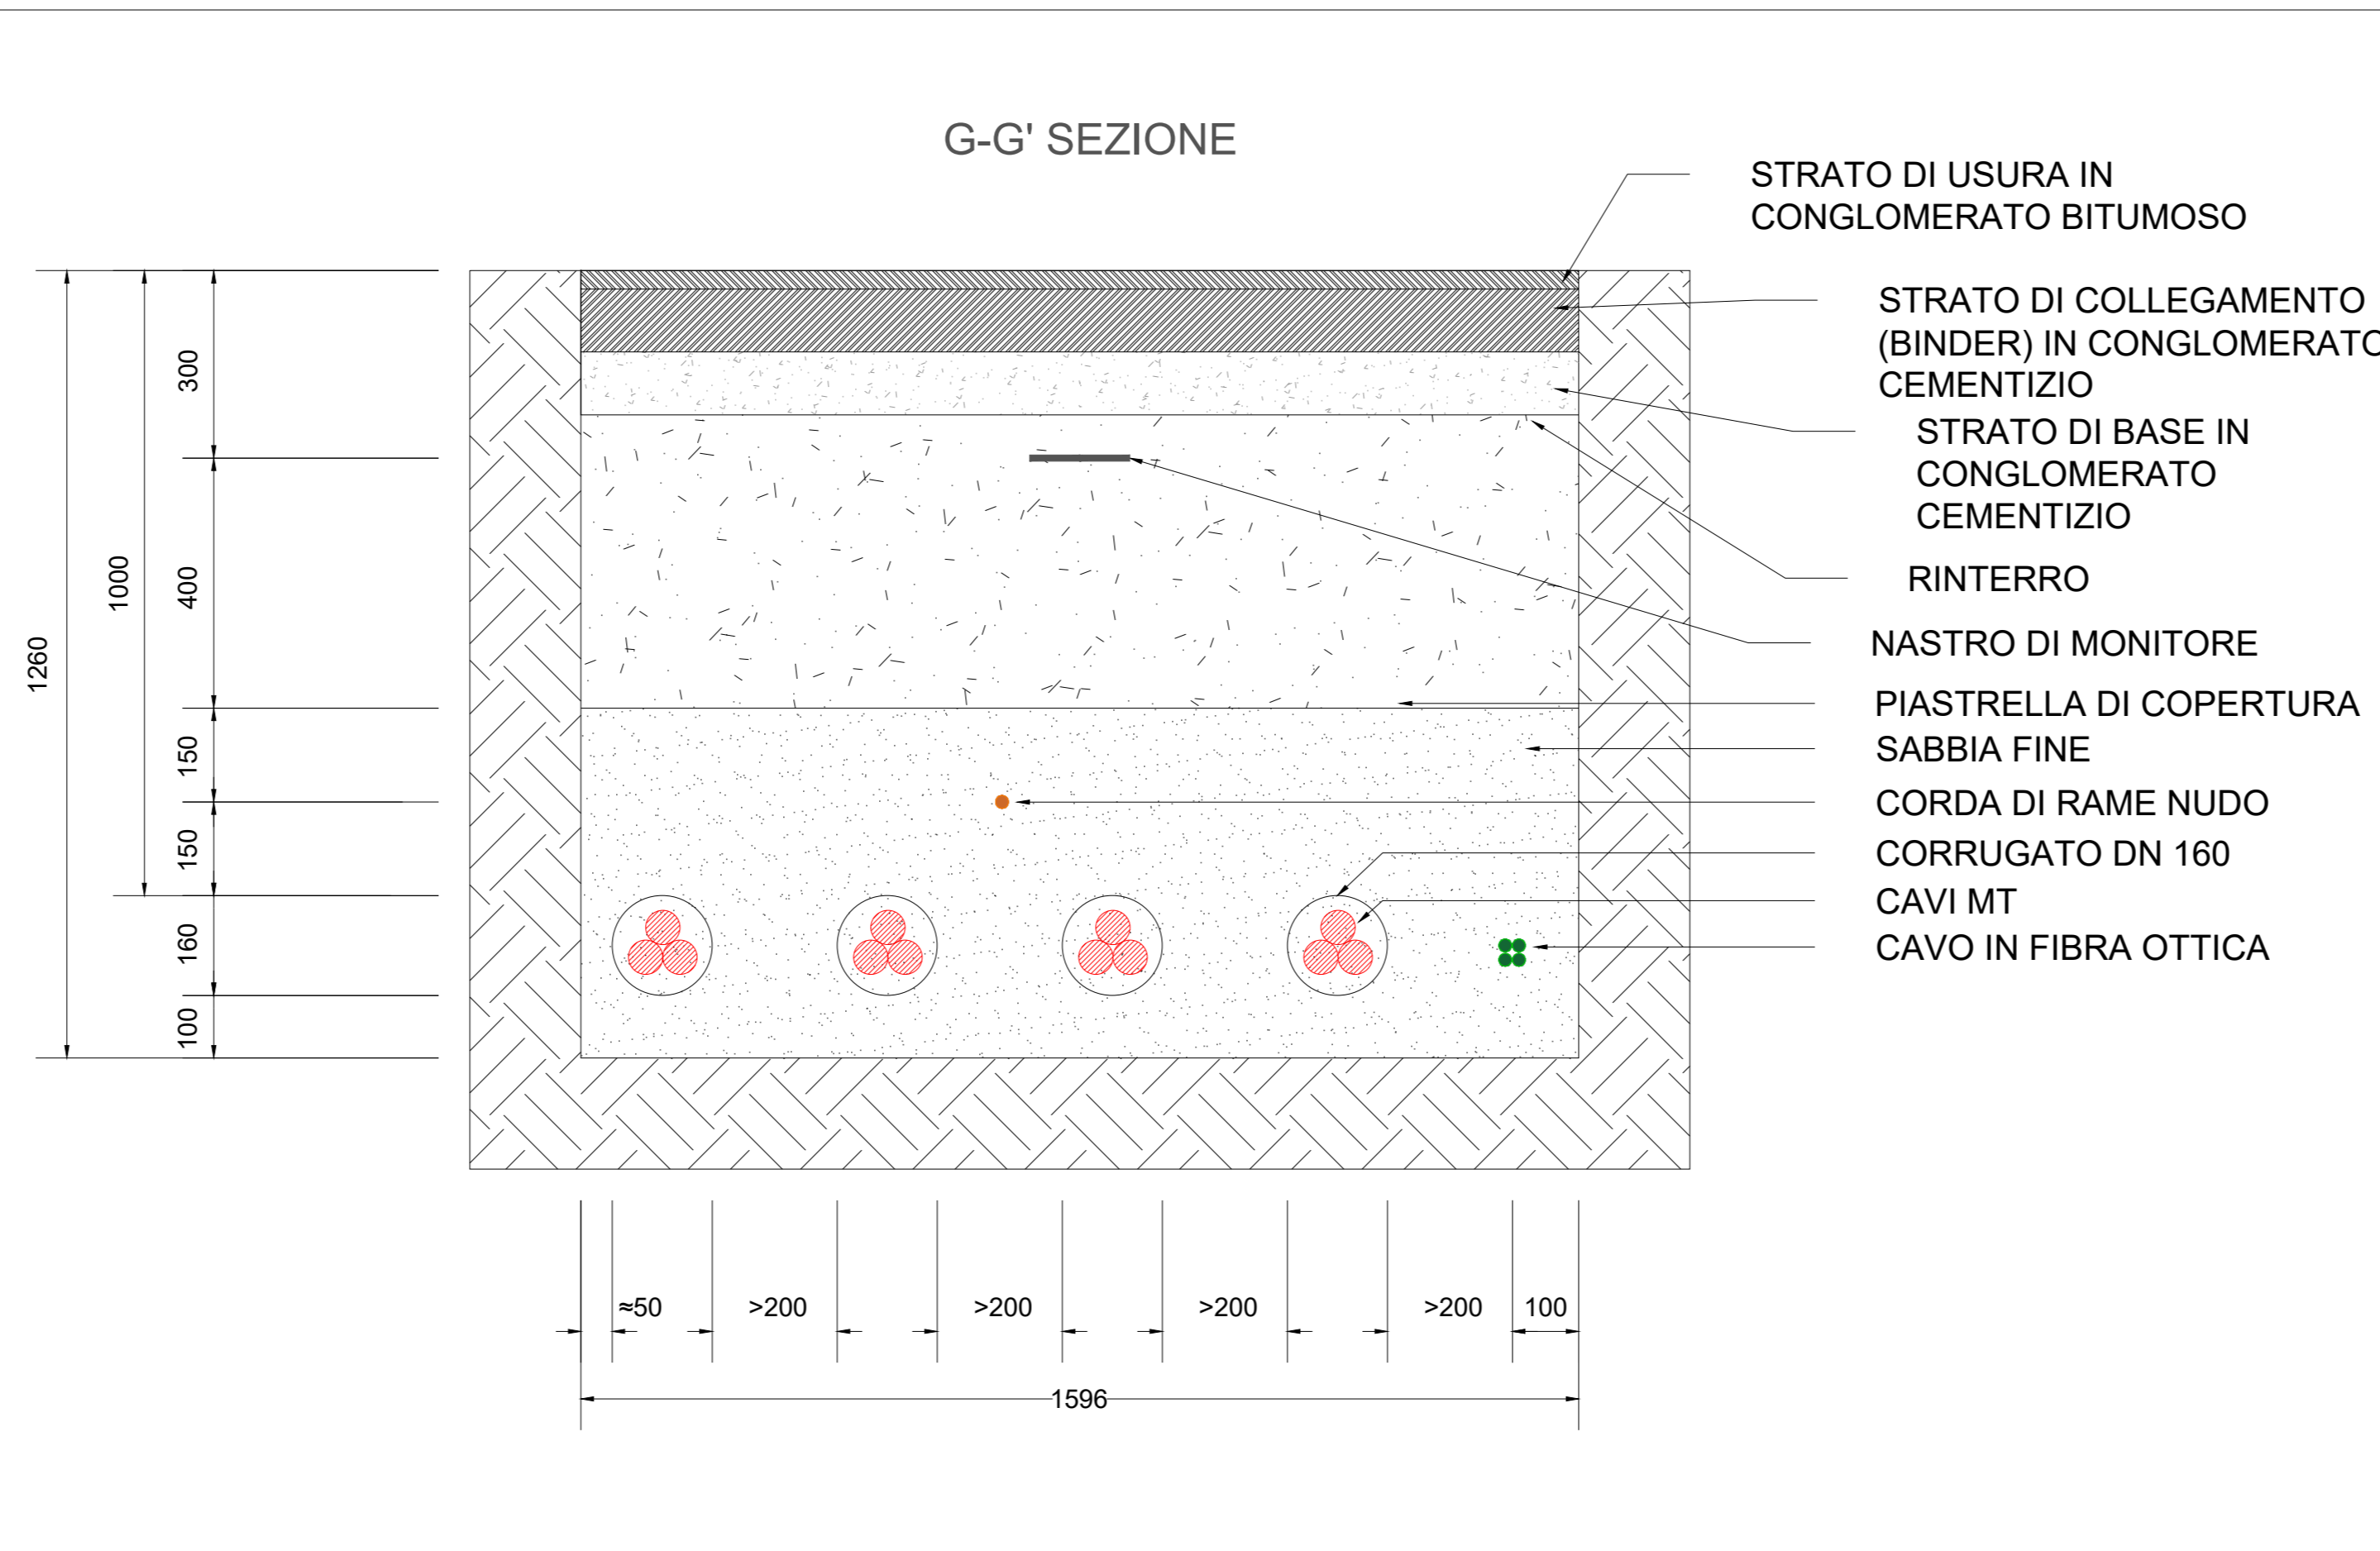 G-G' SEZIONE
STRATO DI USURA IN
CONGLOMERATO BITUMOSO
STRATO DI COLLEGAMENTO
(BINDER) IN CONGLOMERATO
CEMENTIZIO
STRATO DI BASE IN
CONGLOMERATO
CEMENTIZIO
RINTERRO
NASTRO DI MONITORE
PIASTRELLA DI COPERTURA
SABBIA FINE
CORDA DI RAME NUDO
CORRUGATO DN 160
CAVI MT
CAVO IN FIBRA OTTICA
1260
1000
300
400
150
150
160
100
≈50
>200
>200
>200
>200
100
1596